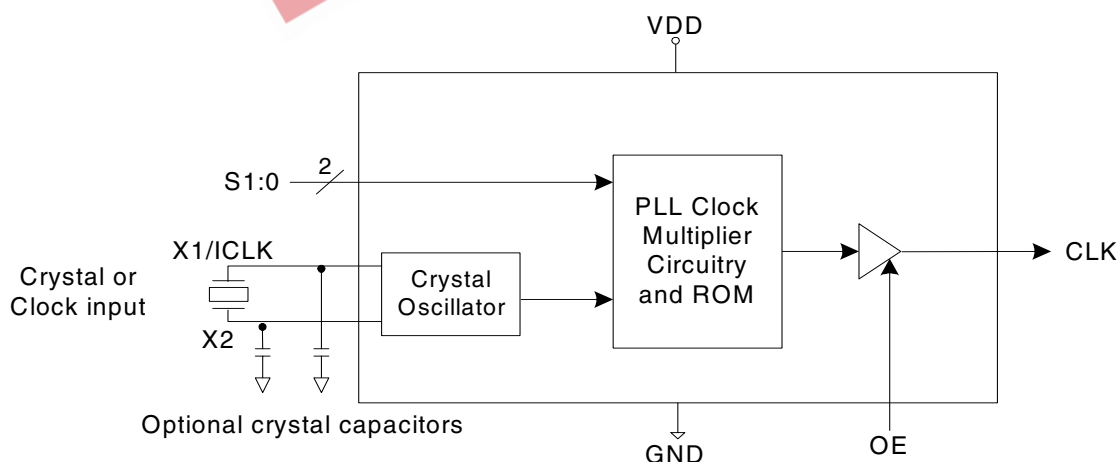 VDD
2
S1:0
PLL Clock
Multiplier
Circuitry
and ROM
X1/ICLK
CLK
Crystal or
Clock input
Crystal
Oscillator
X2
Optional crystal capacitors
GND
OE